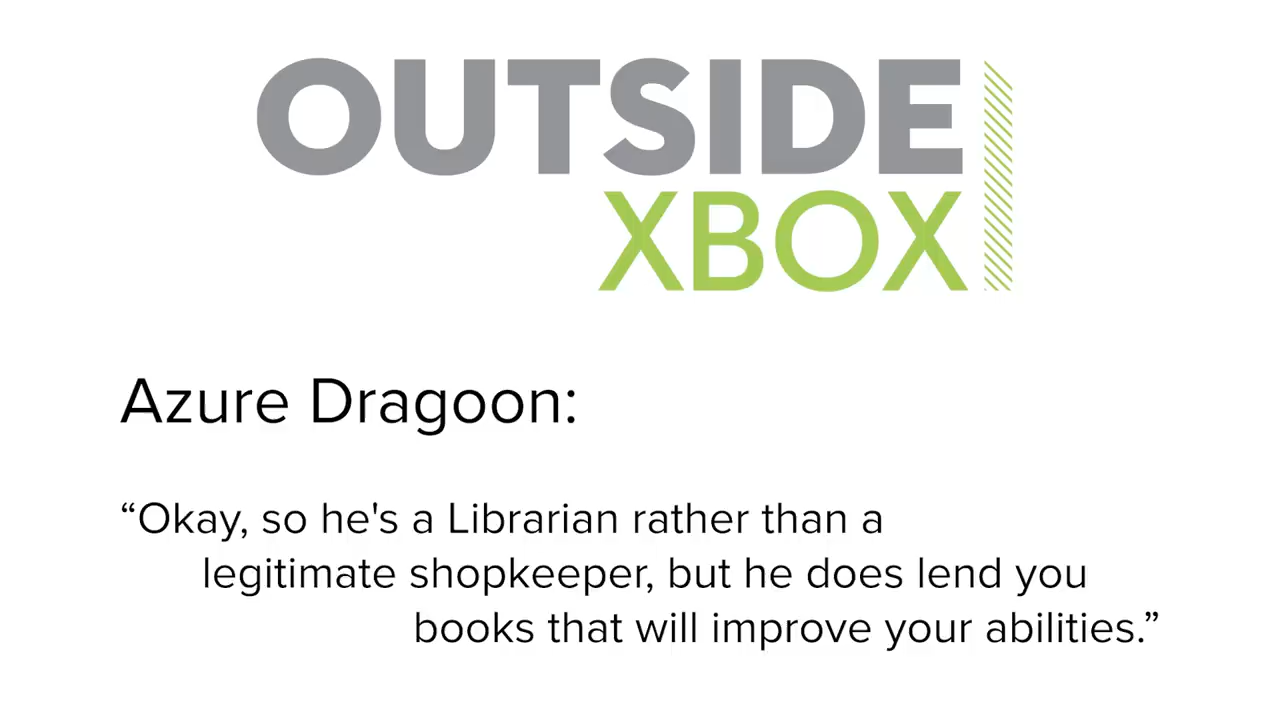 OUTSIDE
XBOX
Azure Dragoon:
“Okay, so he's a Librarian rather than a
legitimate shopkeeper, but he does lend you
books that will improve your abilities.”